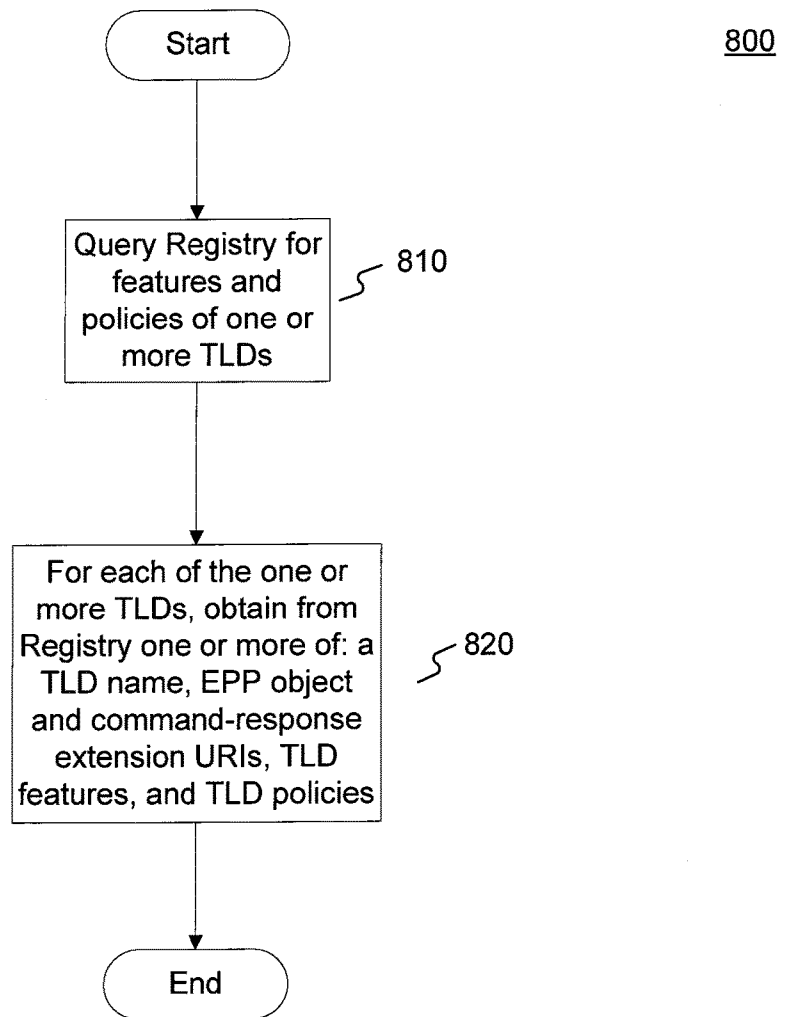 Start
800
Query Registry for
features and
policies of one or
more TLDs
810
For each of the one or
more TLDs, obtain from
Registry one or more of: a
TLD name, EPP object
and command-response
extension URIs, TLD
features, and TLD policies
820
End